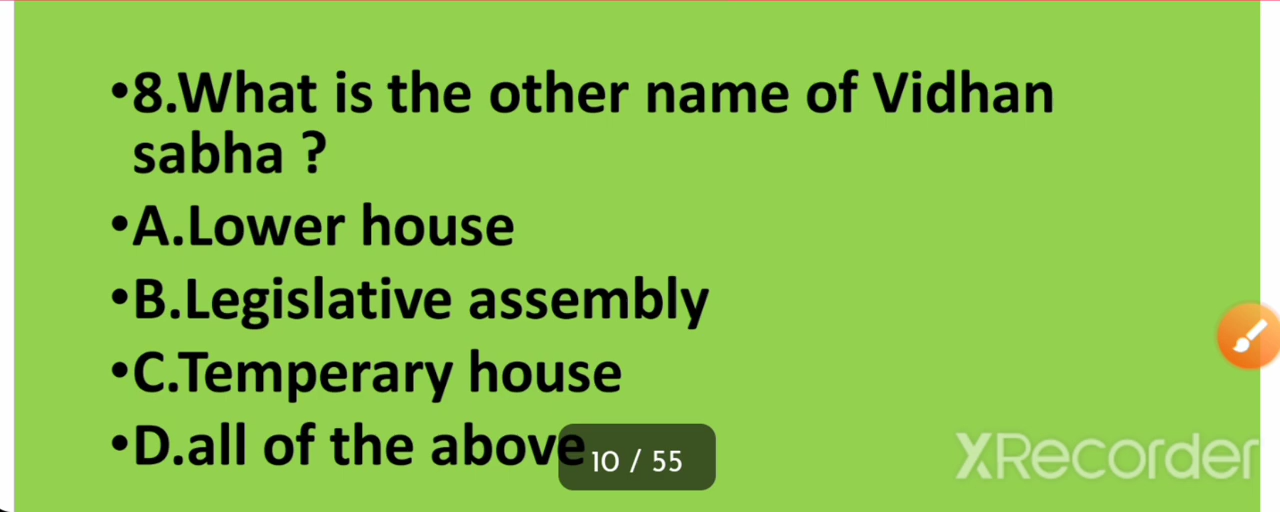 •8.What is the other name of Vidhan
sabha ?
•A.Lower house
•B.Legislative assembly
•C.Temperary house
•D.all of the above
10 / 55
XRecorder